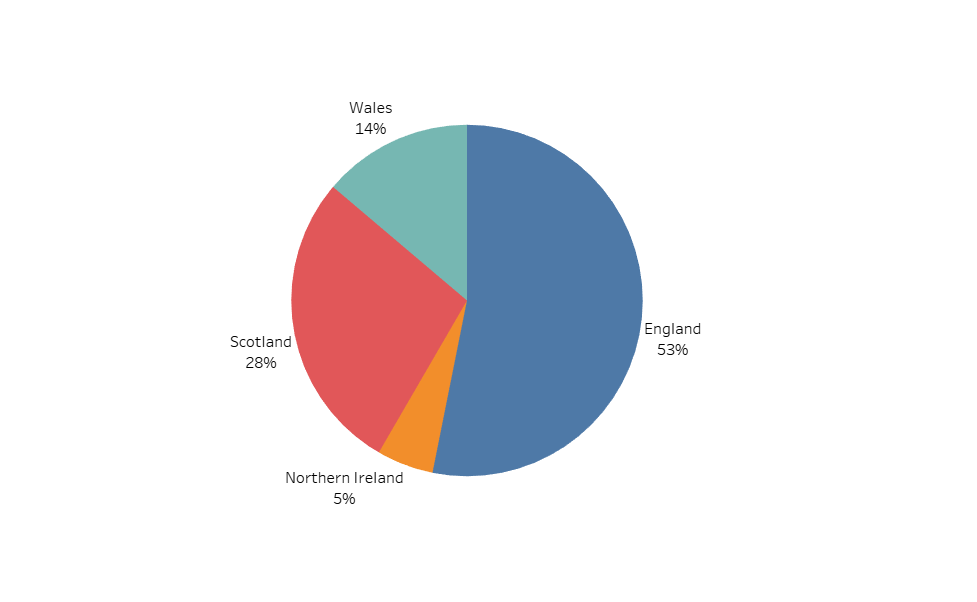 Wales
14%
England
53%
Scotland
28%
Northern Ireland
5%